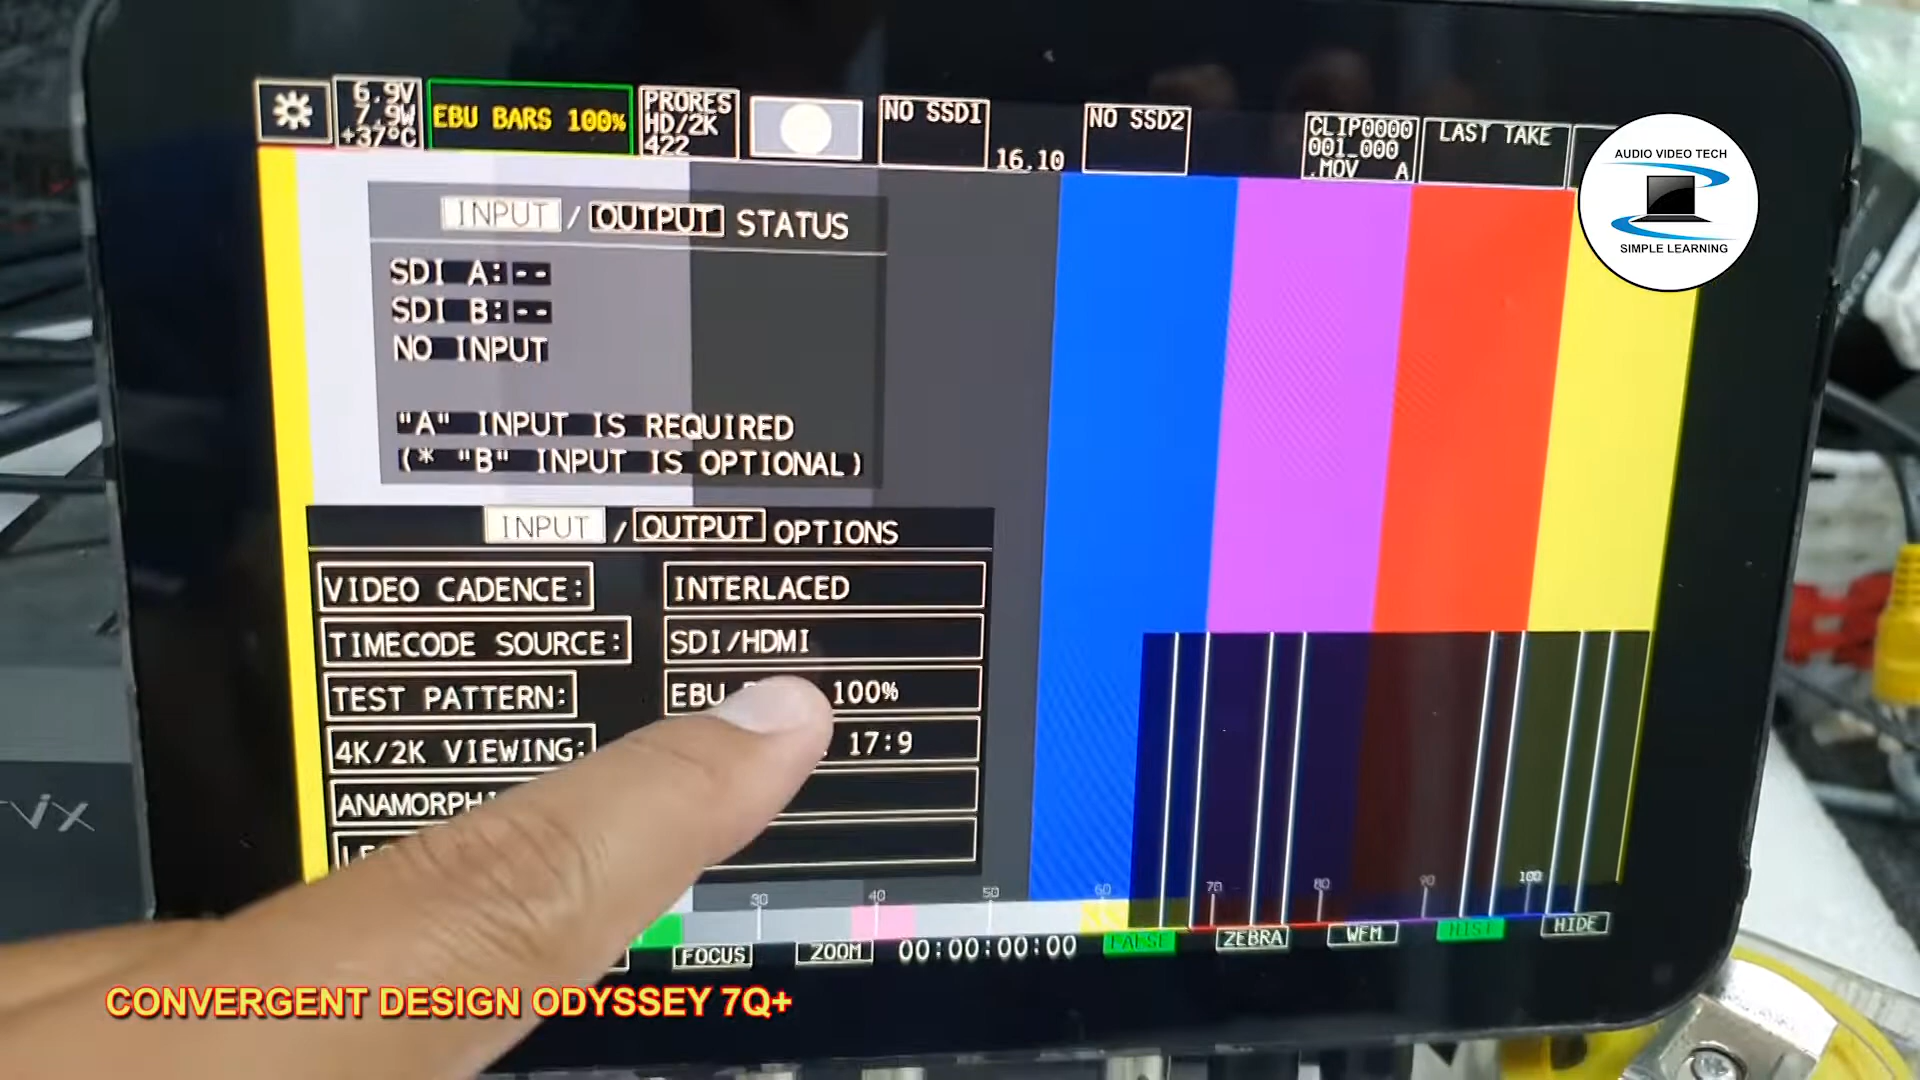 6.9V
7.9W
+37°C
EBU BARS 100%
PRORES
HD/2K
422
NO SSD1
16.10
NO SSD2
CLIP0000
001_000
.MOV A
LAST TAKE
AUDIO VIDEO TECH
SIMPLE LEARNING
INPUT / OUTPUT STATUS
SDI A:--
SDI B:--
NO INPUT
"A" INPUT IS REQUIRED
(* "B" INPUT IS OPTIONAL)
INPUT / OUTPUT OPTIONS
VIDEO CADENCE: INTERLACED
TIMECODE SOURCE: SDI/HDMI
TEST PATTERN: EBU 100%
4K/2K VIEWING: 17:9
30 40 50 60 70 80 90 100
FOCUS ZOOM 00:00:00:00 FALSE ZEBRA WFM HIST HIDE
CONVERGENT DESIGN ODYSSEY 7Q+